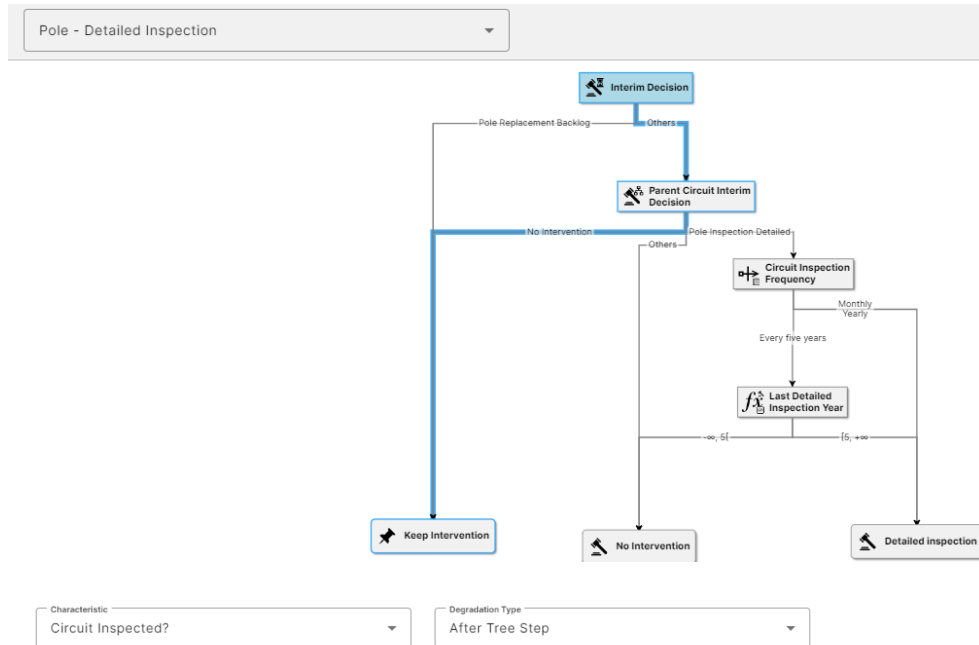 Pole - Detailed Inspection
Interim Decision
Pole Replacement Backlog
Others
Parent Circuit Interim
Decision
No Intervention
Pole Inspection Detailed
Others
Circuit Inspection
Frequency
Monthly
Yearly
Every five years
Last Detailed
Inspection Year
-∞, 5[
[5, +∞
Keep Intervention
No Intervention
Detailed inspection
Characteristic
Circuit Inspected?
Degradation Type
After Tree Step